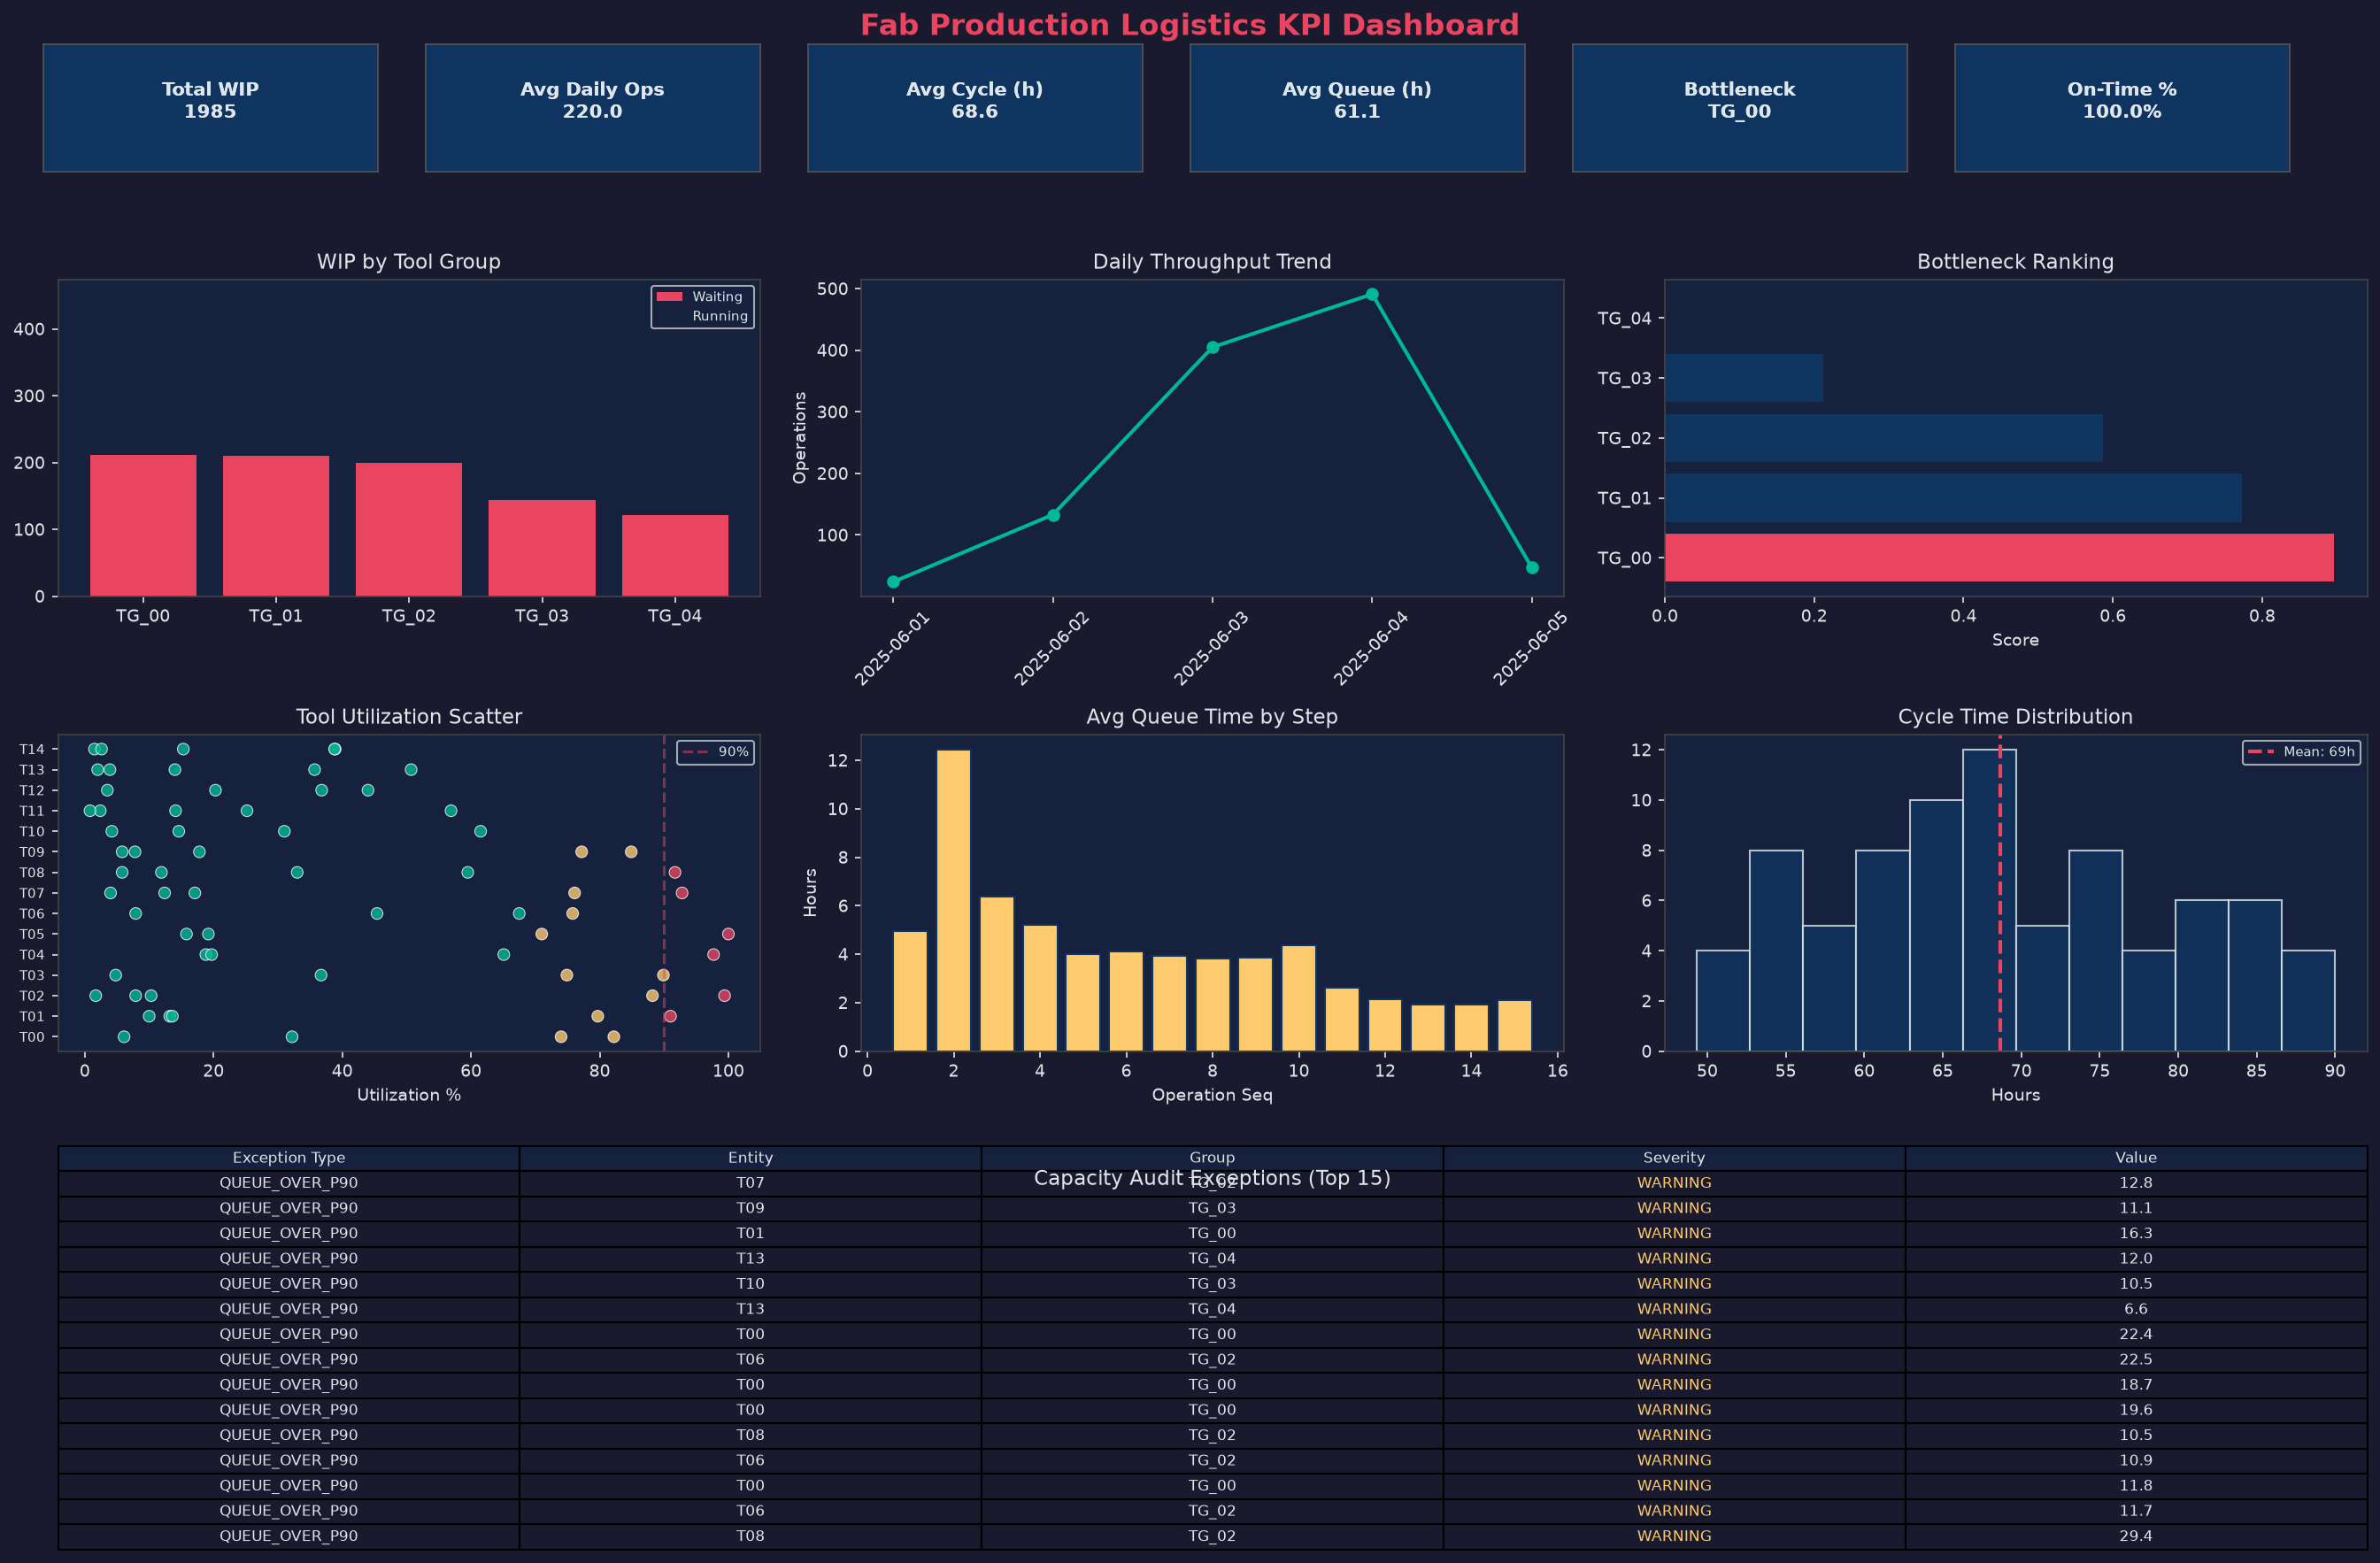 Fab Production Logistics KPI Dashboard
Total WIP
1985
Avg Daily Ops
220.0
Avg Cycle (h)
68.6
Avg Queue (h)
61.1
Bottleneck
TG_00
On-Time %
100.0%
WIP by Tool Group
Waiting
Running
400
300
200
100
0
TG_00 TG_01 TG_02 TG_03 TG_04
Daily Throughput Trend
Operations
500
400
300
200
100
2025-06-01 2025-06-02 2025-06-03 2025-06-04 2025-06-05
Bottleneck Ranking
TG_04
TG_03
TG_02
TG_01
TG_00
0.0 0.2 0.4 0.6 0.8
Score
Tool Utilization Scatter
90%
T14
T13
T12
T11
T10
T09
T08
T07
T06
T05
T04
T03
T02
T01
T00
0 20 40 60 80 100
Utilization %
Avg Queue Time by Step
Hours
12
10
8
6
4
2
0
0 2 4 6 8 10 12 14 16
Operation Seq
Cycle Time Distribution
Mean: 69h
12
10
8
6
4
2
0
50 55 60 65 70 75 80 85 90
Hours
Capacity Audit Exceptions (Top 15)
Exception Type Entity Group Severity Value
QUEUE_OVER_P90 T07 TG_02 WARNING 12.8
QUEUE_OVER_P90 T09 TG_03 WARNING 11.1
QUEUE_OVER_P90 T01 TG_00 WARNING 16.3
QUEUE_OVER_P90 T13 TG_04 WARNING 12.0
QUEUE_OVER_P90 T10 TG_03 WARNING 10.5
QUEUE_OVER_P90 T13 TG_04 WARNING 6.6
QUEUE_OVER_P90 T00 TG_00 WARNING 22.4
QUEUE_OVER_P90 T06 TG_02 WARNING 22.5
QUEUE_OVER_P90 T00 TG_00 WARNING 18.7
QUEUE_OVER_P90 T00 TG_00 WARNING 19.6
QUEUE_OVER_P90 T08 TG_02 WARNING 10.5
QUEUE_OVER_P90 T06 TG_02 WARNING 10.9
QUEUE_OVER_P90 T00 TG_00 WARNING 11.8
QUEUE_OVER_P90 T06 TG_02 WARNING 11.7
QUEUE_OVER_P90 T08 TG_02 WARNING 29.4